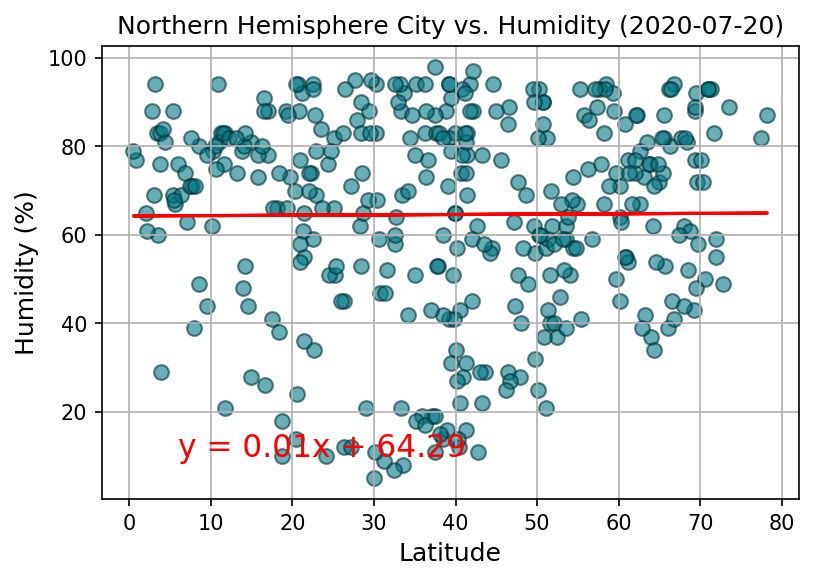 Northern Hemisphere City vs. Humidity (2020-07-20)
Humidity (%)
100
80
60
40
20
y = 0.01x + 64.29
0 10 20 30 40 50 60 70 80
Latitude